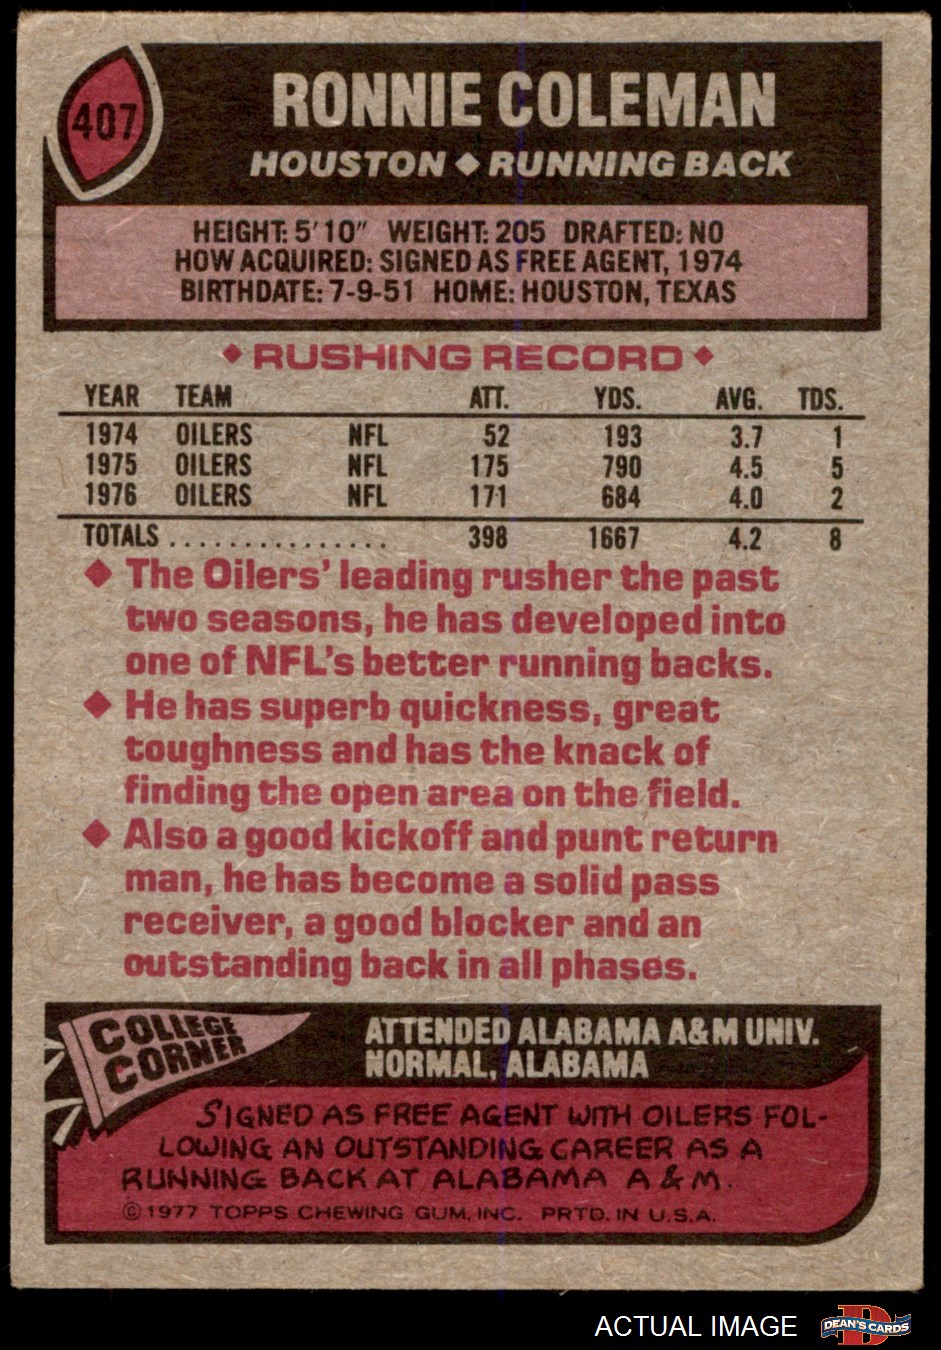 407
RONNIE COLEMAN
HOUSTON ◆ RUNNING BACK
HEIGHT: 5'10" WEIGHT: 205 DRAFTED: NO
HOW ACQUIRED: SIGNED AS FREE AGENT, 1974
BIRTHDATE: 7-9-51 HOME: HOUSTON, TEXAS
◆ RUSHING RECORD ◆
YEAR TEAM ATT. YDS. AVG. TDS.
1974 OILERS NFL 52 193 3.7 1
1975 OILERS NFL 175 790 4.5 5
1976 OILERS NFL 171 684 4.0 2
TOTALS ............... 398 1667 4.2 8
◆ The Oilers' leading rusher the past
two seasons, he has developed into
one of NFL's better running backs.
◆ He has superb quickness, great
toughness and has the knack of
finding the open area on the field.
◆ Also a good kickoff and punt return
man, he has become a solid pass
receiver, a good blocker and an
outstanding back in all phases.
COLLEGE
CORNER
ATTENDED ALABAMA A&M UNIV.
NORMAL, ALABAMA
SIGNED AS FREE AGENT WITH OILERS FOL-
LOWING AN OUTSTANDING CAREER AS A
RUNNING BACK AT ALABAMA A & M.
©1977 TOPPS CHEWING GUM, INC. PRTD. IN U.S.A.
ACTUAL IMAGE
D
DEAN'S CARDS